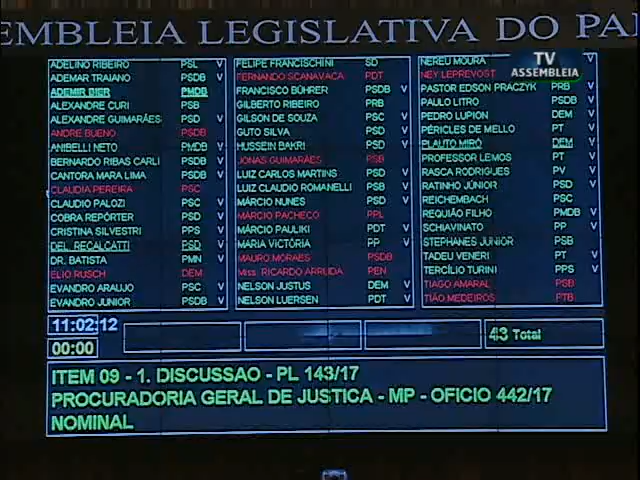 EMBLEIA LEGISLATIVA DO PA
TV
ASSEMBLEIA
ADELINO RIBEIRO PSL V
ADEMAR TRAIANO PSDB
ADEMIR BIER PMDB
ALEXANDRE CURI PSB
ALEXANDRE GUIMARÃES PSD V
ANDRE BUENO PSDB
ANIBELLI NETO PMDB V
BERNARDO RIBAS CARLI PSDB V
CANTORA MARA LIMA PSDB V
CLAUDIA PEREIRA PSC
CLAUDIO PALOZI PSC V
COBRA REPÓRTER PSD V
CRISTINA SILVESTRI PPS V
DEL. RECALCATTI PSD V
DR. BATISTA PMN V
ELIO RUSCH DEM
EVANDRO ARAUJO PSC V
EVANDRO JUNIOR PSDB V
FELIPE FRANCISCHINI SD
FERNANDO SCANAVACA PDT
FRANCISCO BÜHRER PSDB V
GILBERTO RIBEIRO PRB
GILSON DE SOUZA PSC V
GUTO SILVA PSD V
HUSSEIN BAKRI PSD V
JONAS GUIMARÃES PSB
LUIZ CARLOS MARTINS PSD V
LUIZ CLAUDIO ROMANELLI PSB V
MÁRCIO NUNES PSD V
MÁRCIO PACHECO PPL
MÁRCIO PAULIKI PDT V
MARIA VICTÓRIA PP V
MAURO MORAES PSDB
Miss. RICARDO ARRUDA PEN
NELSON JUSTUS DEM V
NELSON LUERSEN PDT V
NEREU MOURA
NEY LEPREVOST
PASTOR EDSON PRACZYK PRB V
PAULO LITRO PSDB V
PEDRO LUPION DEM V
PÉRICLES DE MELLO PT
PLAUTO MIRÓ DEM V
PROFESSOR LEMOS PT V
RASCA RODRIGUES PV V
RATINHO JÚNIOR PSD V
REICHEMBACH PSC
REQUIÃO FILHO PMDB V
SCHIAVINATO PP V
STEPHANES JUNIOR PSB
TADEU VENERI PT V
TERCÍLIO TURINI PPS V
TIAGO AMARAL PSB
TIÃO MEDEIROS PTB
11:02:12
00:00
43 Total
ITEM 09 - 1. DISCUSSAO - PL 143/17
PROCURADORIA GERAL DE JUSTICA - MP - OFICIO 442/17
NOMINAL